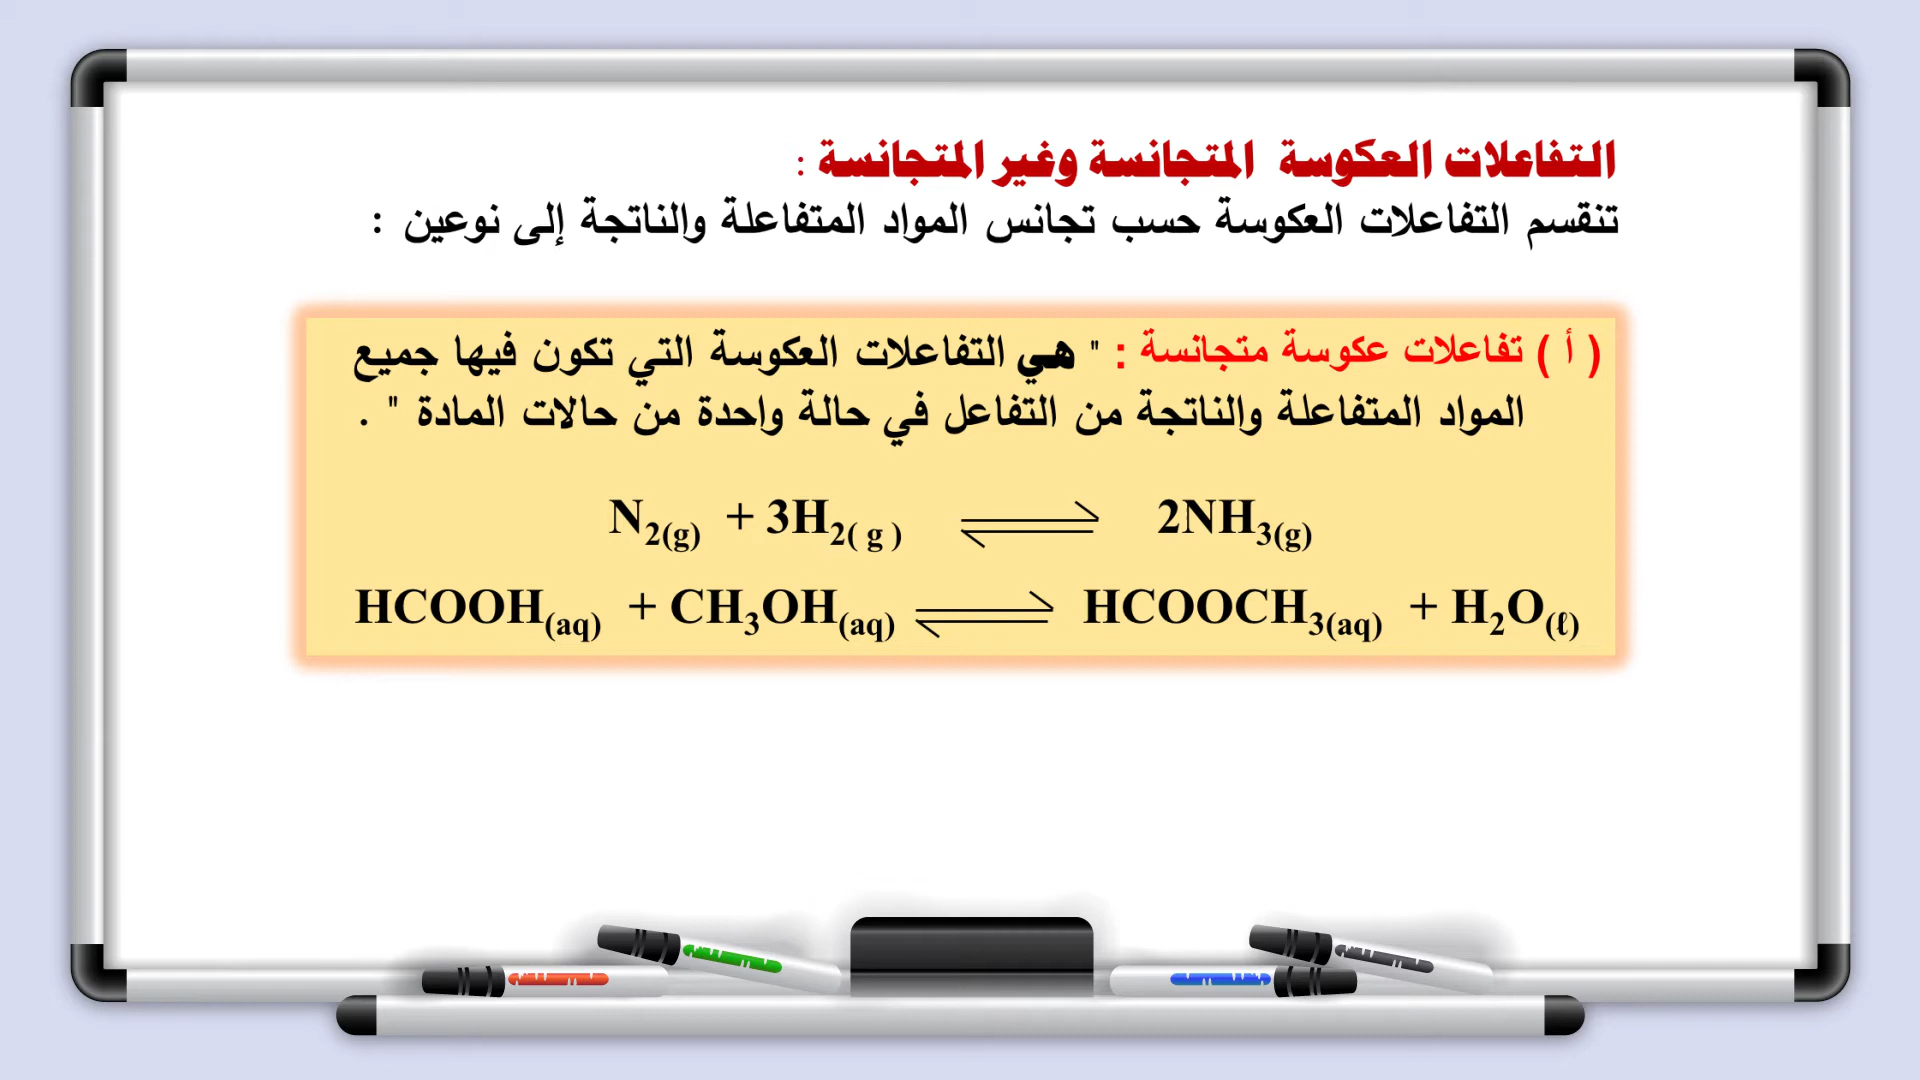 التفاعلات العكوسة المتجانسة وغير المتجانسة :
تنقسم التفاعلات العكوسة حسب تجانس المواد المتفاعلة والناتجة إلى نوعين :
( أ ) تفاعلات عكوسة متجانسة : " هي التفاعلات العكوسة التي تكون فيها جميع
المواد المتفاعلة والناتجة من التفاعل في حالة واحدة من حالات المادة " .
N₂(g) + 3H₂( g ) ⇌ 2NH₃(g)
HCOOH(aq) + CH₃OH(aq) ⇌ HCOOCH₃(aq) + H₂O(ℓ)